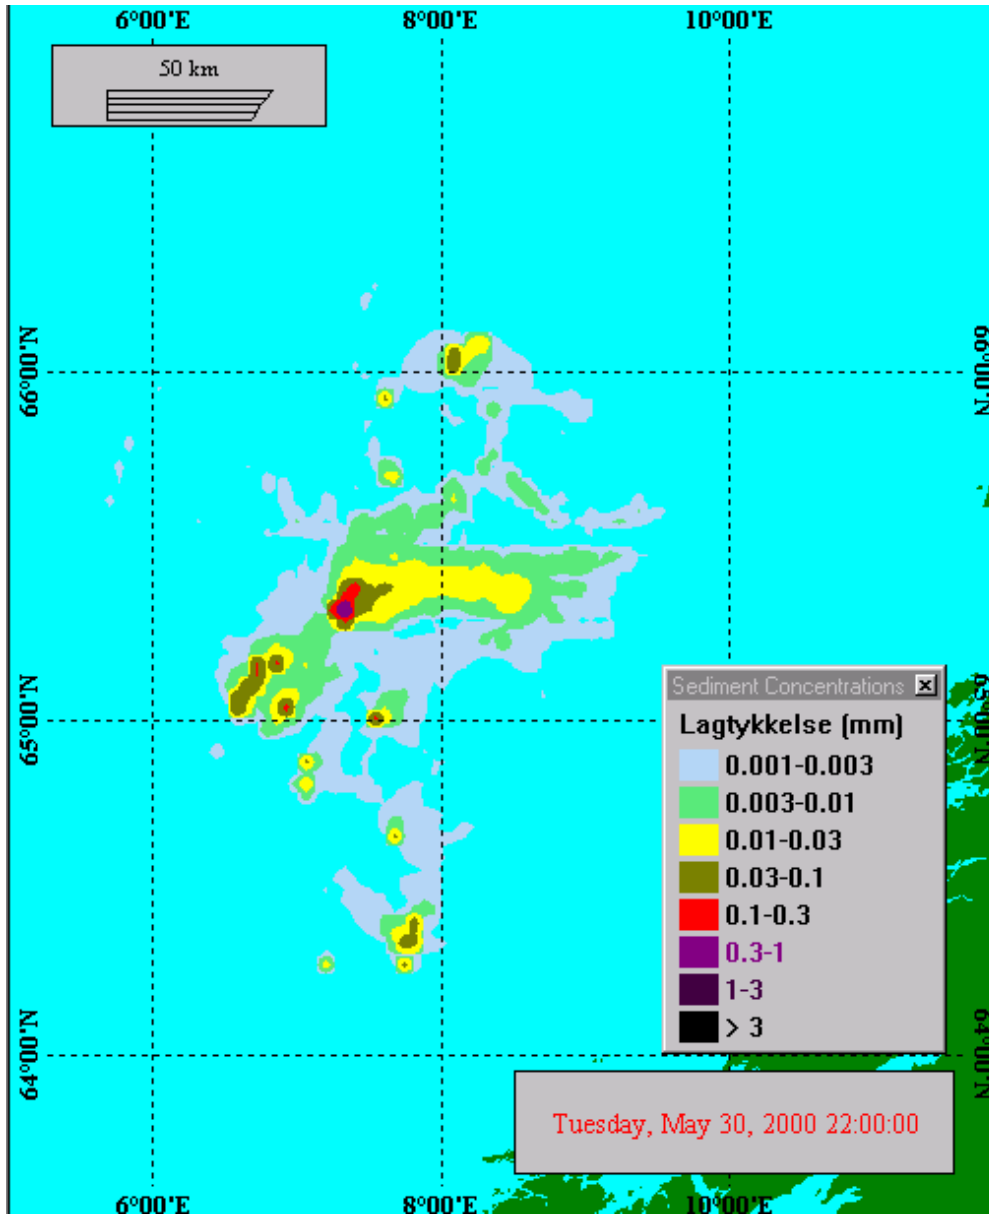 6°00'E 8°00'E 10°00'E
50 km
66°00'N 66°00'N
65°00'N 65°00'N
Sediment Concentrations
Lagtykkelse (mm)
0.001-0.003
0.003-0.01
0.01-0.03
0.03-0.1
0.1-0.3
0.3-1
1-3
> 3
64°00'N 64°00'N
Tuesday, May 30, 2000 22:00:00
6°00'E 8°00'E 10°00'E